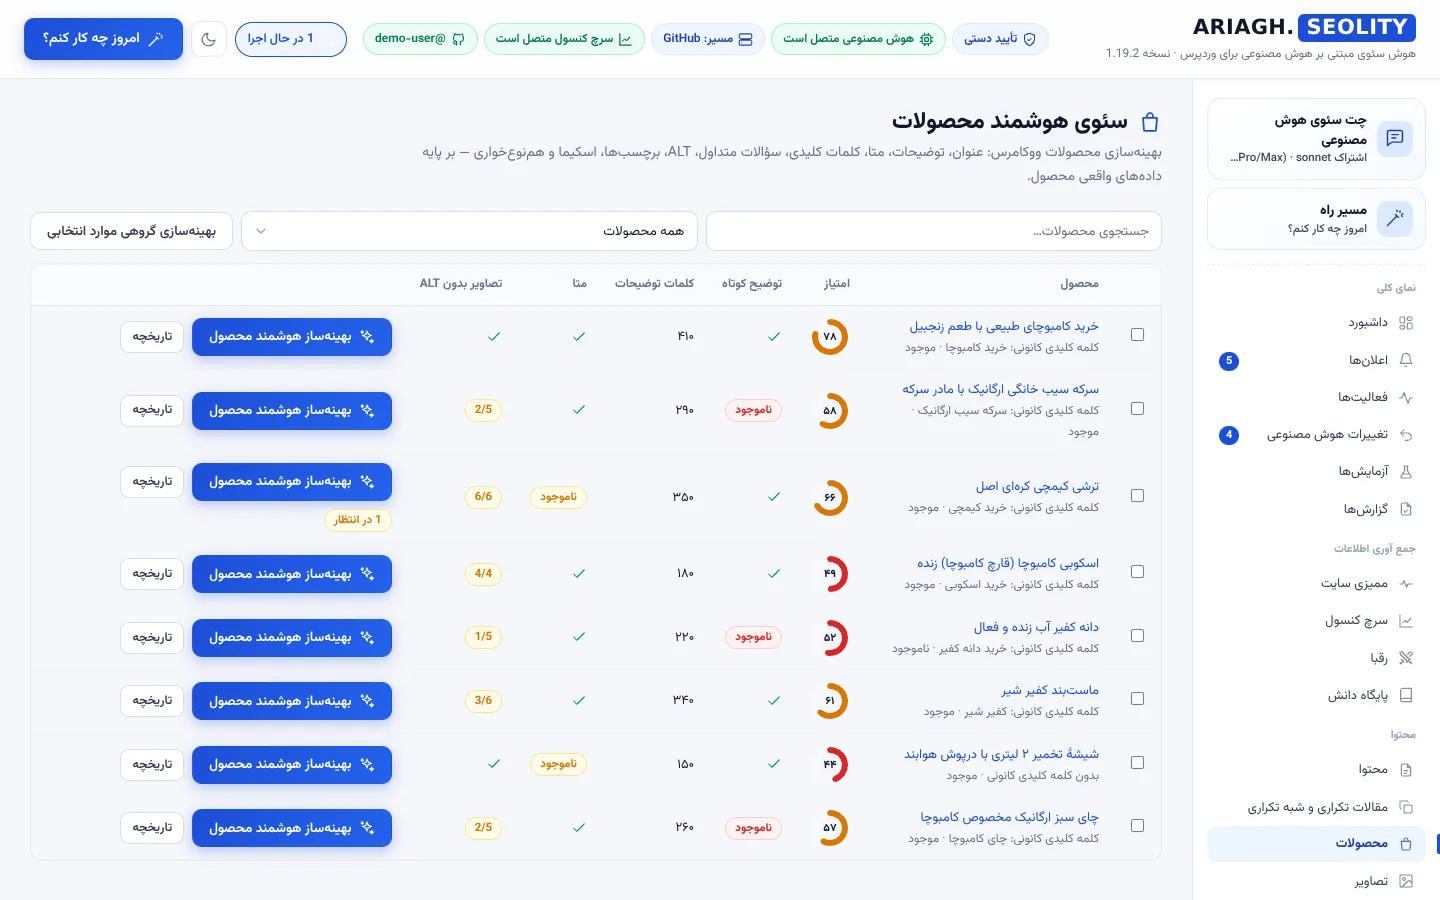 ARIAGH. SEOLITY
هوش سئوی مبتنی بر هوش مصنوعی برای وردپرس · نسخه 1.19.2
تأیید دستی
هوش مصنوعی متصل است
مسیر: GitHub
سرچ کنسول متصل است
@demo-user
1 در حال اجرا
امروز چه کار کنم؟
چت سئوی هوش مصنوعی
اشتراک Pro/Max) · sonnet...
مسیر راه
امروز چه کار کنم؟
نمای کلی
داشبورد
اعلان‌ها 5
فعالیت‌ها
تغییرات هوش مصنوعی 4
آزمایش‌ها
گزارش‌ها
جمع آوری اطلاعات
ممیزی سایت
سرچ کنسول
رقبا
پایگاه دانش
محتوا
محتوا
مقالات تکراری و شبه تکراری
محصولات
تصاویر
سئوی هوشمند محصولات
بهینه‌سازی محصولات ووکامرس: عنوان، توضیحات، متا، کلمات کلیدی، سؤالات متداول، ALT، برچسب‌ها، اسکیما و هم‌نوع‌خواری — بر پایه
داده‌های واقعی محصول.
جستجوی محصولات...
همه محصولات
بهینه‌سازی گروهی موارد انتخابی
محصول امتیاز توضیح کوتاه کلمات توضیحات متا تصاویر بدون ALT
خرید کامبوچای طبیعی با طعم زنجبیل
کلمه کلیدی کانونی: خرید کامبوچا · موجود
۷۸ ۴۱۰ بهینه‌ساز هوشمند محصول تاریخچه
سرکه سیب خانگی ارگانیک با مادر سرکه
کلمه کلیدی کانونی: سرکه سیب ارگانیک ·
موجود
۵۸ ناموجود ۲۹۰ 2/5 بهینه‌ساز هوشمند محصول تاریخچه
ترشی کیمچی کره‌ای اصل
کلمه کلیدی کانونی: خرید کیمچی · موجود
۶۶ ۳۵۰ ناموجود 6/6 بهینه‌ساز هوشمند محصول تاریخچه
1 در انتظار
اسکوبی کامبوچا (قارچ کامبوچا) زنده
کلمه کلیدی کانونی: خرید اسکوبی · موجود
۴۹ ۱۸۰ 4/4 بهینه‌ساز هوشمند محصول تاریخچه
دانه کفیر آب زنده و فعال
کلمه کلیدی کانونی: خرید دانه کفیر · ناموجود
۵۲ ناموجود ۲۲۰ 1/5 بهینه‌ساز هوشمند محصول تاریخچه
ماست‌بند کفیر شیر
کلمه کلیدی کانونی: کفیر شیر · موجود
۶۱ ۳۴۰ 3/6 بهینه‌ساز هوشمند محصول تاریخچه
شیشهٔ تخمیر ۲ لیتری با درپوش هوابند
بدون کلمه کلیدی کانونی · موجود
۴۴ ۱۵۰ ناموجود بهینه‌ساز هوشمند محصول تاریخچه
چای سبز ارگانیک مخصوص کامبوچا
کلمه کلیدی کانونی: چای کامبوچا · موجود
۵۷ ناموجود ۲۶۰ 2/5 بهینه‌ساز هوشمند محصول تاریخچه